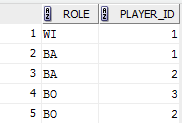 ROLE PLAYER_ID
1 WI 1
2 BA 1
3 BA 2
4 BO 3
5 BO 2